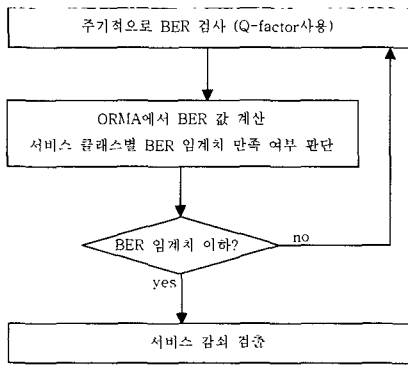 주기적으로 BER 검사 (Q-factor사용)
ORMA에서 BER 값 계산
서비스 클래스별 BER 임계치 만족 여부 판단
BER 임계치 이하?
no
yes
서비스 감쇠 검출